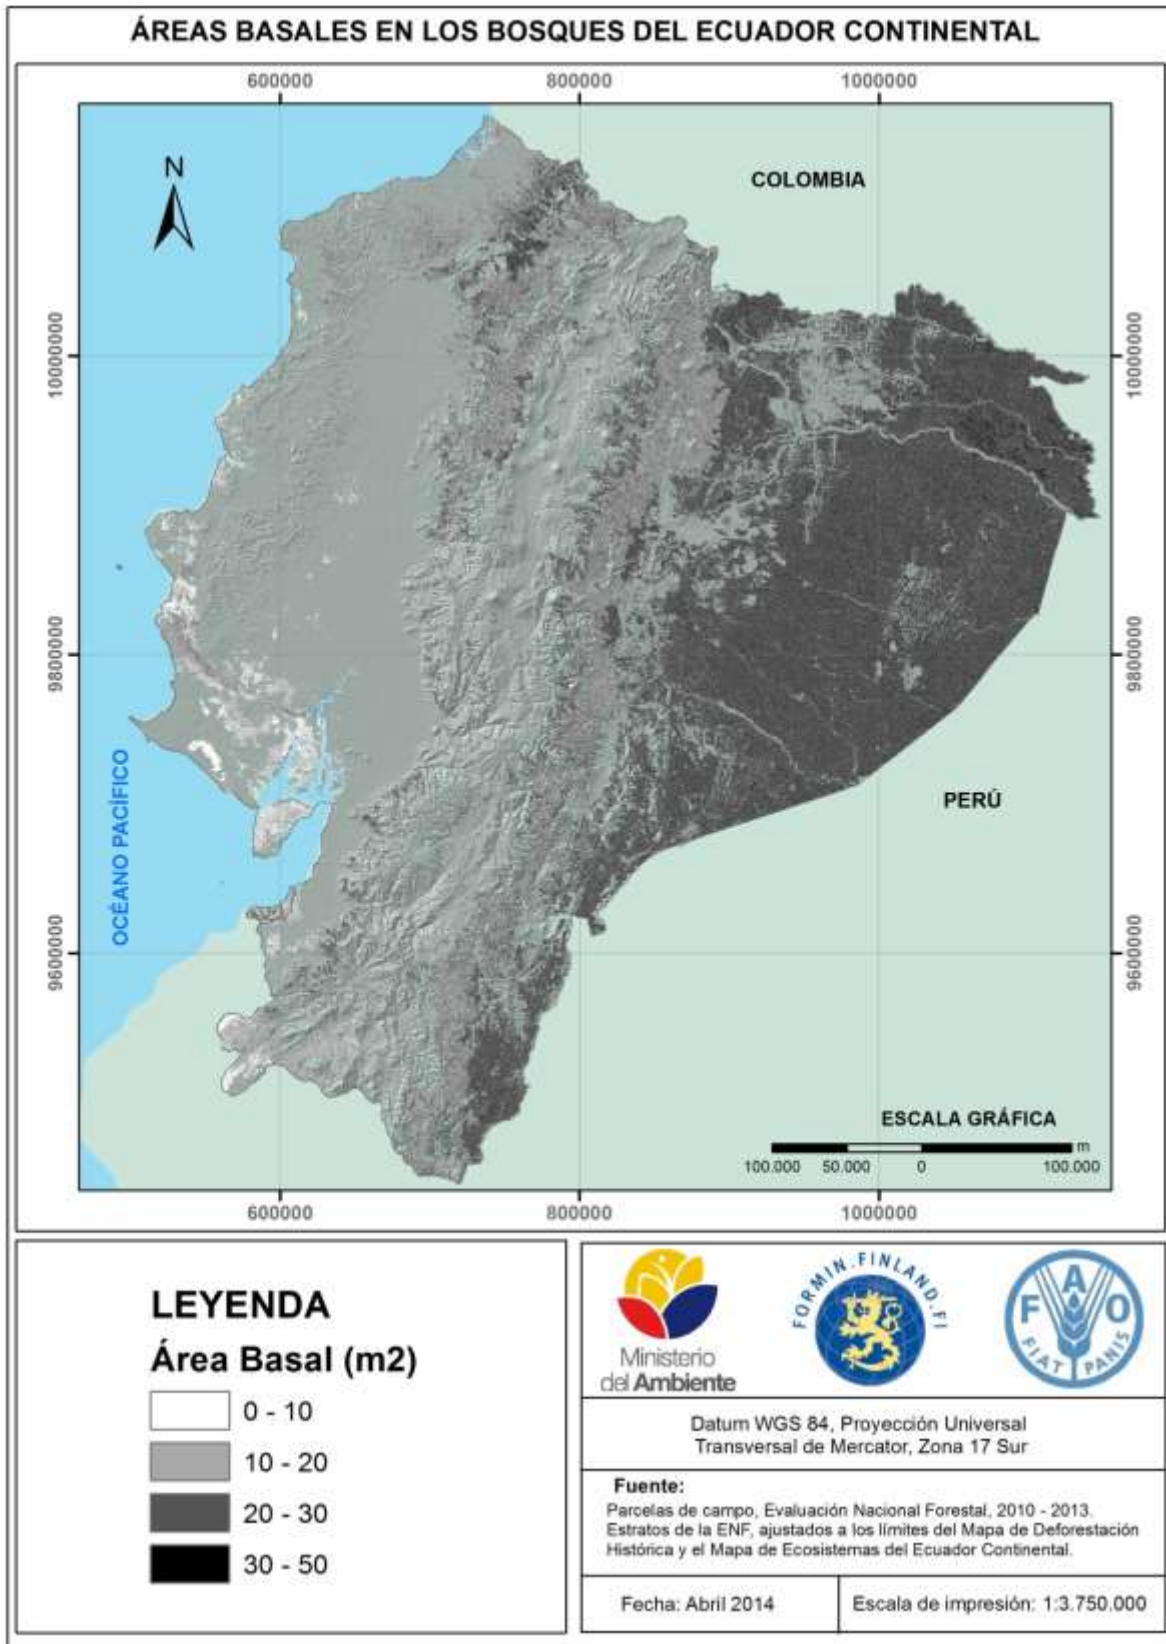 ÁREAS BASALES EN LOS BOSQUES DEL ECUADOR CONTINENTAL
600000
800000
1000000
N
COLOMBIA
10000000
10000000
9800000
9800000
OCÉANO PACÍFICO
PERÚ
9600000
9600000
ESCALA GRÁFICA
m
100.000 50.000 0 100.000
600000
800000
1000000
LEYENDA
Área Basal (m2)
0 - 10
10 - 20
20 - 30
30 - 50
Ministerio
del Ambiente
FORMIN.FINLAND.FI
F A O
FIAT PANIS
Datum WGS 84, Proyección Universal
Transversal de Mercator, Zona 17 Sur
Fuente:
Parcelas de campo, Evaluación Nacional Forestal, 2010 - 2013.
Estratos de la ENF, ajustados a los límites del Mapa de Deforestación
Histórica y el Mapa de Ecosistemas del Ecuador Continental.
Fecha: Abril 2014
Escala de impresión: 1:3.750.000